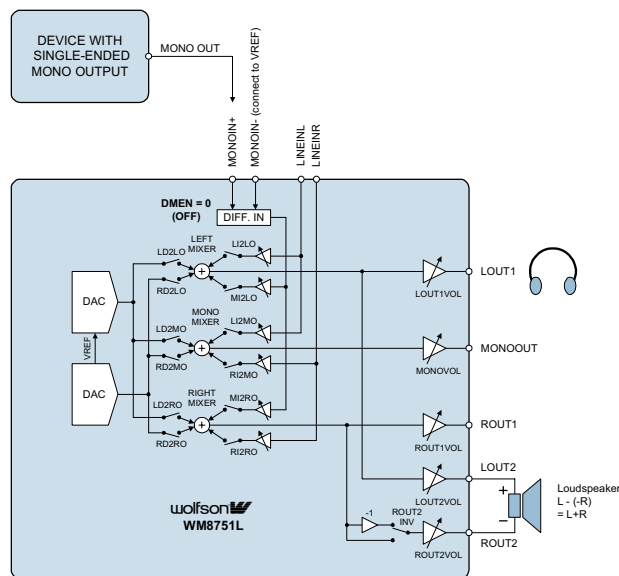 DEVICE WITH
SINGLE-ENDED
MONO OUTPUT
MONO OUT
MONOIN+
MONOIN- (connect to VREF)
LINEINL
LINEINR
DMEN = 0
(OFF)
DIFF. IN
LEFT
MIXER
LD2LO
RD2LO
LI2LO
MI2LO
LOUT1VOL
LOUT1
DAC
VREF
DAC
MONO
MIXER
LD2MO
RD2MO
LI2MO
RI2MO
MONOVOL
MONOOUT
RIGHT
MIXER
LD2RO
RD2RO
MI2RO
RI2RO
ROUT1VOL
ROUT1
LOUT2VOL
LOUT2
-1
ROUT2
INV
ROUT2VOL
ROUT2
+
−
Loudspeaker
L - (-R)
= L+R
wolfson
WM8751L